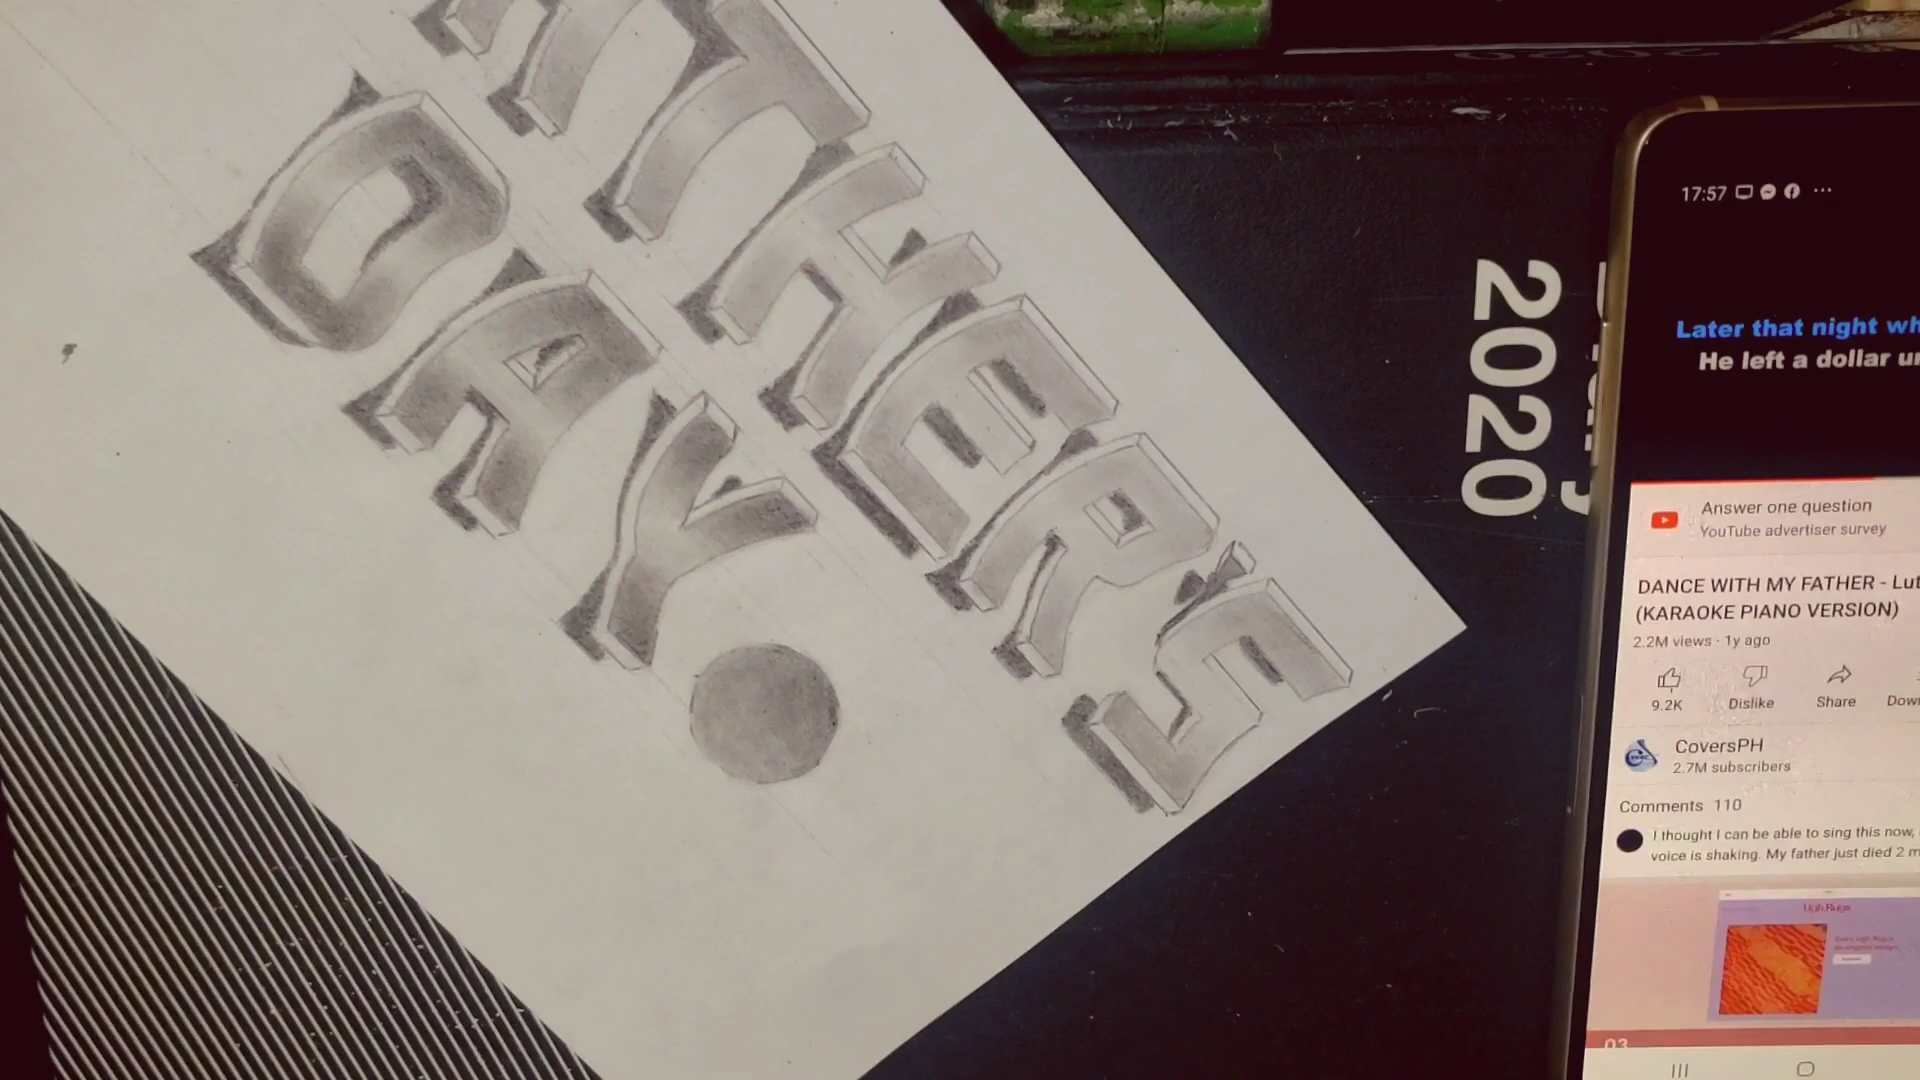 THER'S
DAY
2020
17:57
Later that night wh
He left a dollar un
Answer one question
YouTube advertiser survey
DANCE WITH MY FATHER - Lut
(KARAOKE PIANO VERSION)
2.2M views · 1y ago
9.2K Dislike Share Down
CoversPH
2.7M subscribers
Comments 110
I thought I can be able to sing this now,
voice is shaking. My father just died 2 m
03